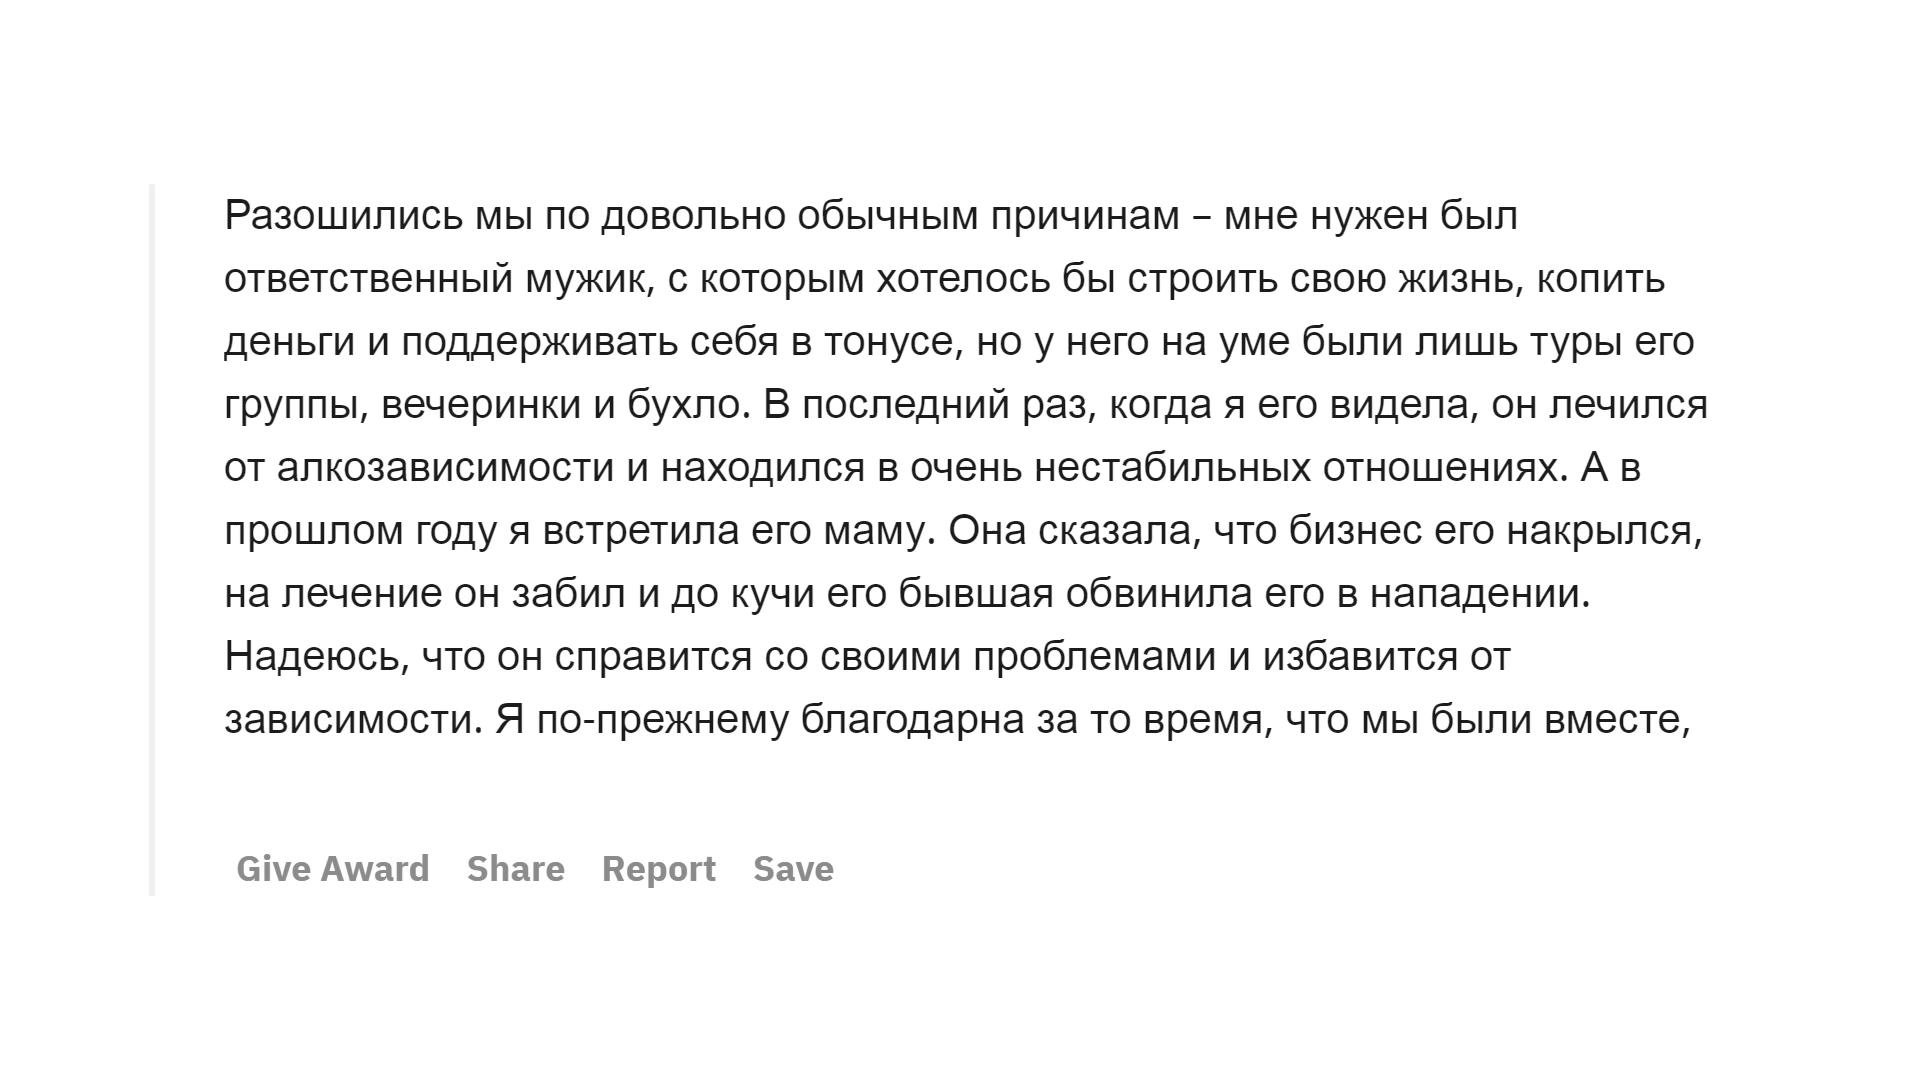 Разошились мы по довольно обычным причинам – мне нужен был
ответственный мужик, с которым хотелось бы строить свою жизнь, копить
деньги и поддерживать себя в тонусе, но у него на уме были лишь туры его
группы, вечеринки и бухло. В последний раз, когда я его видела, он лечился
от алкозависимости и находился в очень нестабильных отношениях. А в
прошлом году я встретила его маму. Она сказала, что бизнес его накрылся,
на лечение он забил и до кучи его бывшая обвинила его в нападении.
Надеюсь, что он справится со своими проблемами и избавится от
зависимости. Я по-прежнему благодарна за то время, что мы были вместе,
Give Award Share Report Save